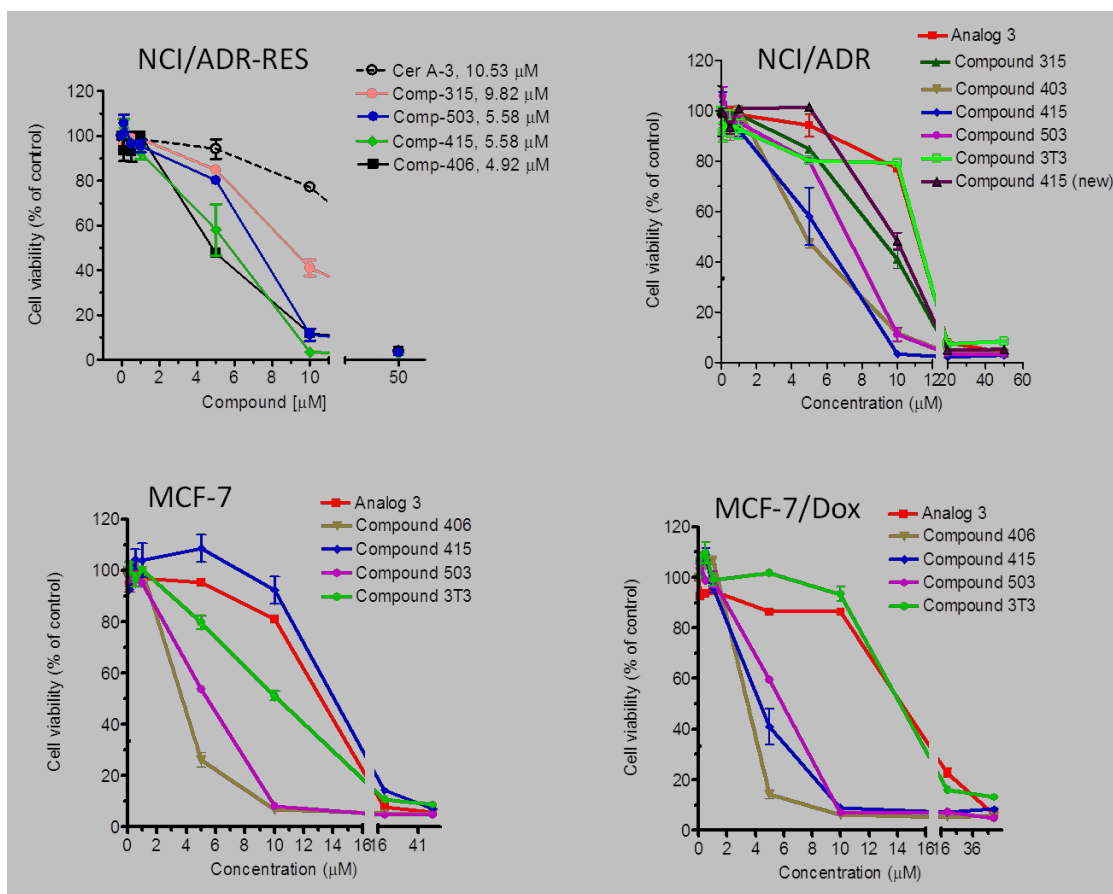 NCI/ADR-RES
Cer A-3, 10.53 μM
Comp-315, 9.82 μM
Comp-503, 5.58 μM
Comp-415, 5.58 μM
Comp-406, 4.92 μM
Cell viability (% of control)
120
100
80
60
40
20
0
0 2 4 6 8 10 50
Compound [μM]
NCI/ADR
Analog 3
Compound 315
Compound 403
Compound 415
Compound 503
Compound 3T3
Compound 415 (new)
Cell viability (% of control)
120
100
80
60
40
20
0
0 2 4 6 8 10 12 20 40 60
Concentration (μM)
MCF-7
Analog 3
Compound 406
Compound 415
Compound 503
Compound 3T3
Cell viability (% of control)
120
100
80
60
40
20
0
0 2 4 6 8 10 12 14 16 16 41
Concentration (μM)
MCF-7/Dox
Analog 3
Compound 406
Compound 415
Compound 503
Compound 3T3
Cell viability (% of control)
120
100
80
60
40
20
0
0 2 4 6 8 10 12 14 16 16 36
Concentration (μM)